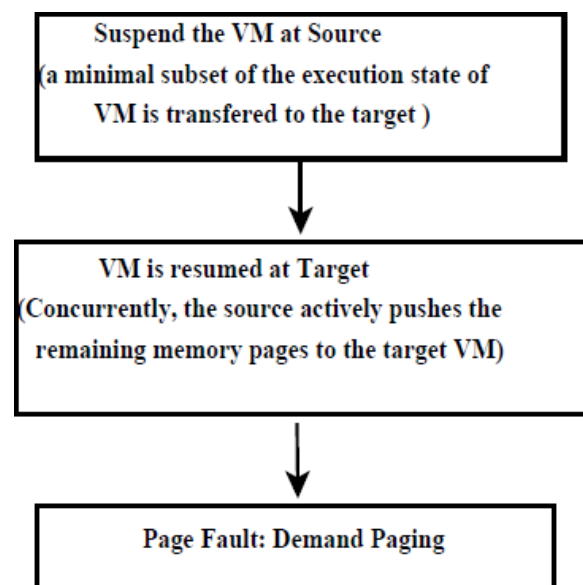 Suspend the VM at Source
(a minimal subset of the execution state of
VM is transfered to the target )
VM is resumed at Target
(Concurrently, the source actively pushes the
remaining memory pages to the target VM)
Page Fault: Demand Paging